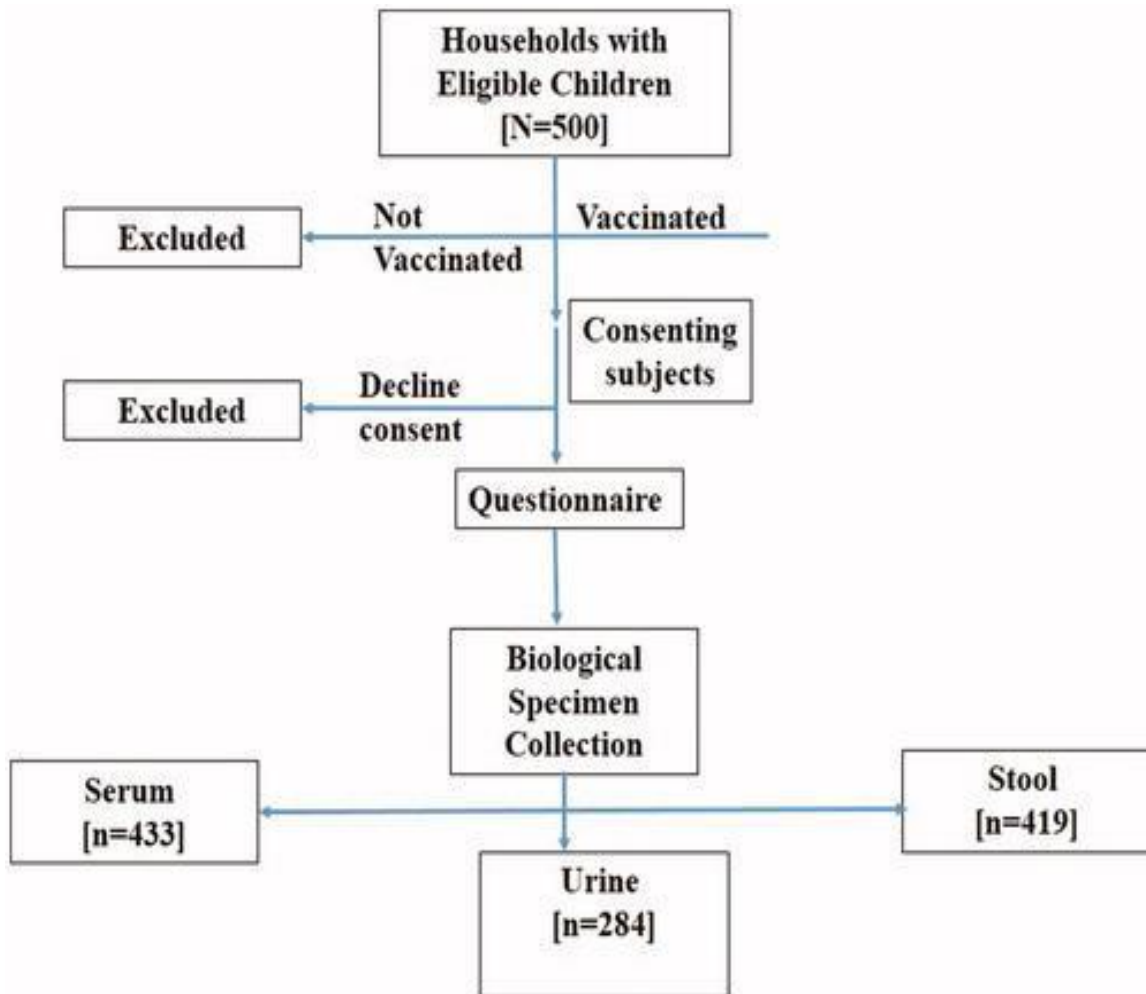 Households with
Eligible Children
[N=500]
Not
Vaccinated
Vaccinated
Excluded
Consenting
subjects
Decline
consent
Excluded
Questionnaire
Biological
Specimen
Collection
Serum
[n=433]
Stool
[n=419]
Urine
[n=284]